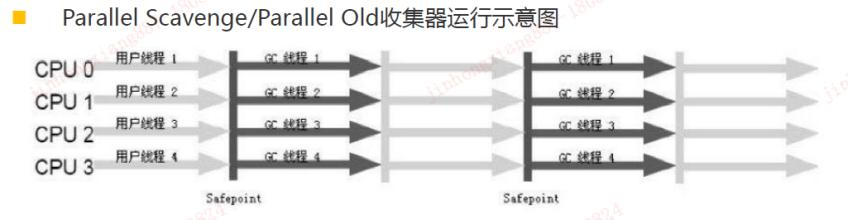 Parallel Scavenge/Parallel Old收集器运行示意图
CPU 0 用户线程 1 GC 线程 1 GC 线程 1
CPU 1 用户线程 2 GC 线程 2 GC 线程 2
CPU 2 用户线程 3 GC 线程 3 GC 线程 3
CPU 3 用户线程 4 GC 线程 4 GC 线程 4
Safepoint Safepoint